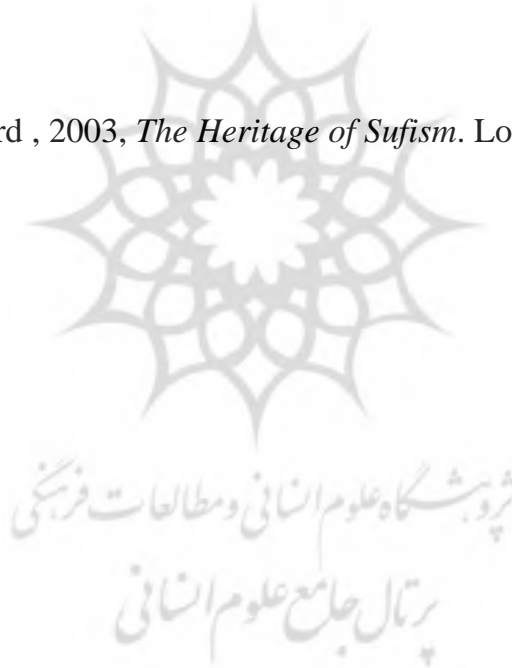 rd , 2003, The Heritage of Sufism. Lo
پژوهشگاه علوم انسانی و مطالعات فرهنگی
پرتال جامع علوم انسانی